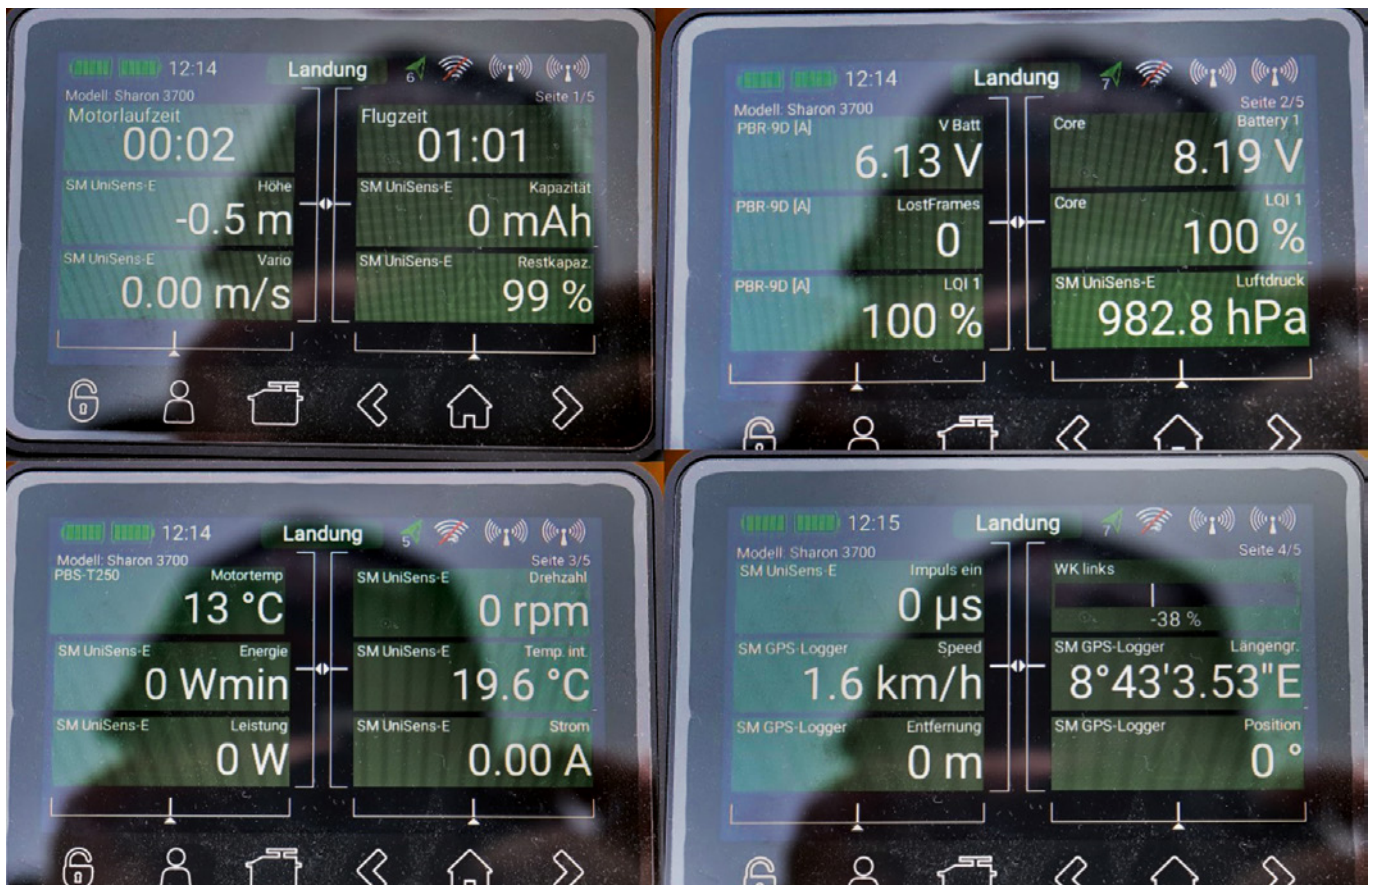 12:14 Landung 6
Modell: Sharon 3700 Seite 1/5
Motorlaufzeit Flugzeit
00:02 01:01
SM UniSens-E Höhe SM UniSens-E Kapazität
-0.5 m 0 mAh
SM UniSens-E Vario SM UniSens-E Restkapaz.
0.00 m/s 99 %
12:14 Landung 7
Modell: Sharon 3700 Seite 2/5
PBR-9D [A] V Batt Core Battery 1
6.13 V 8.19 V
PBR-9D [A] LostFrames Core LQI 1
0 100 %
PBR-9D [A] LQI 1 SM UniSens-E Luftdruck
100 % 982.8 hPa
12:14 Landung 5
Modell: Sharon 3700 Seite 3/5
PBS-T250 Motortemp SM UniSens-E Drehzahl
13 °C 0 rpm
SM UniSens-E Energie SM UniSens-E Temp. int.
0 Wmin 19.6 °C
SM UniSens-E Leistung SM UniSens-E Strom
0 W 0.00 A
12:15 Landung 7
Modell: Sharon 3700 Seite 4/5
SM UniSens-E Impuls ein WK links
0 µs -38 %
SM GPS-Logger Speed SM GPS-Logger Längengr.
1.6 km/h 8°43'3.53"E
SM GPS-Logger Entfernung SM GPS-Logger Position
0 m 0 °